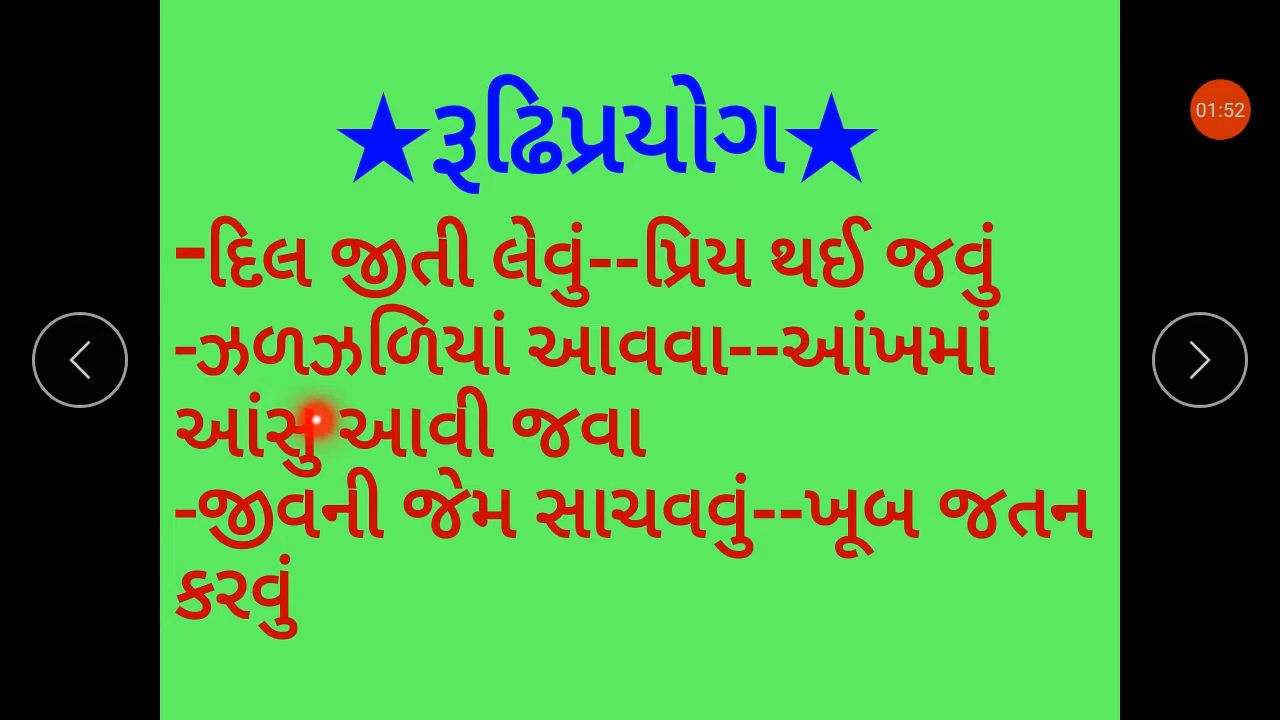 ★રૂઢિપ્રયોગ★
01:52
-દિલ જીતી લેવું--પ્રિય થઈ જવું
-ઝળઝળિયાં આવવા--આંખમાં
આંસુ આવી જવા
-જીવની જેમ સાચવવું--ખૂબ જતન
કરવું